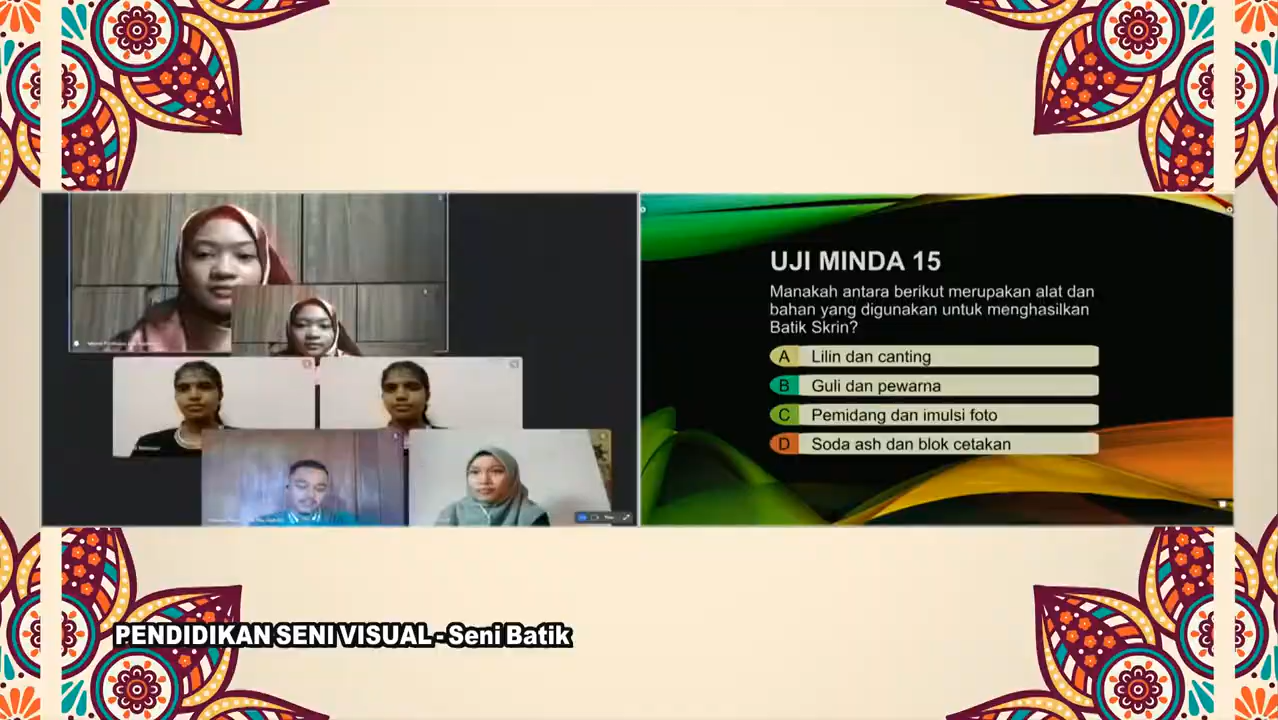 UJI MINDA 15
Manakah antara berikut merupakan alat dan
bahan yang digunakan untuk menghasilkan
Batik Skrin?
A Lilin dan canting
B Guli dan pewarna
C Pemidang dan imulsi foto
D Soda ash dan blok cetakan
PENDIDIKAN SENI VISUAL - Seni Batik